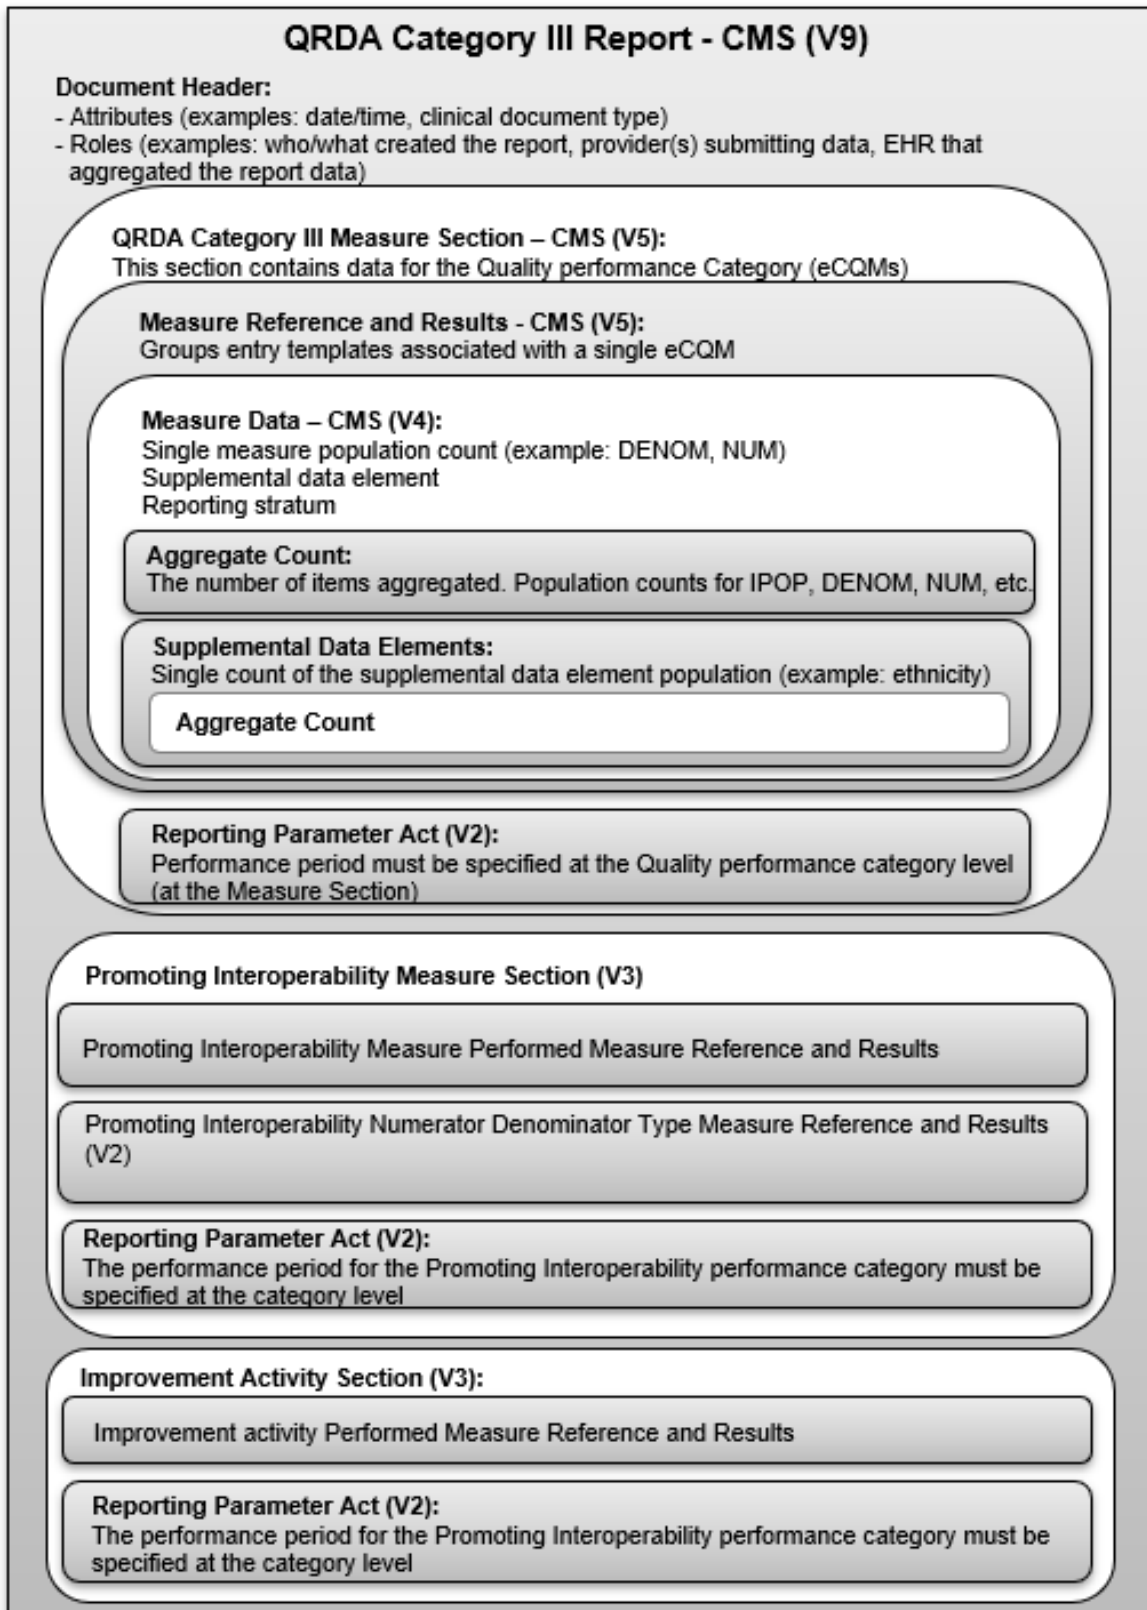 QRDA Category III Report - CMS (V9)
Document Header:
- Attributes (examples: date/time, clinical document type)
- Roles (examples: who/what created the report, provider(s) submitting data, EHR that
aggregated the report data)
QRDA Category III Measure Section – CMS (V5):
This section contains data for the Quality performance Category (eCQMs)
Measure Reference and Results - CMS (V5):
Groups entry templates associated with a single eCQM
Measure Data – CMS (V4):
Single measure population count (example: DENOM, NUM)
Supplemental data element
Reporting stratum
Aggregate Count:
The number of items aggregated. Population counts for IPOP, DENOM, NUM, etc.
Supplemental Data Elements:
Single count of the supplemental data element population (example: ethnicity)
Aggregate Count
Reporting Parameter Act (V2):
Performance period must be specified at the Quality performance category level
(at the Measure Section)
Promoting Interoperability Measure Section (V3)
Promoting Interoperability Measure Performed Measure Reference and Results
Promoting Interoperability Numerator Denominator Type Measure Reference and Results
(V2)
Reporting Parameter Act (V2):
The performance period for the Promoting Interoperability performance category must be
specified at the category level
Improvement Activity Section (V3):
Improvement activity Performed Measure Reference and Results
Reporting Parameter Act (V2):
The performance period for the Promoting Interoperability performance category must be
specified at the category level